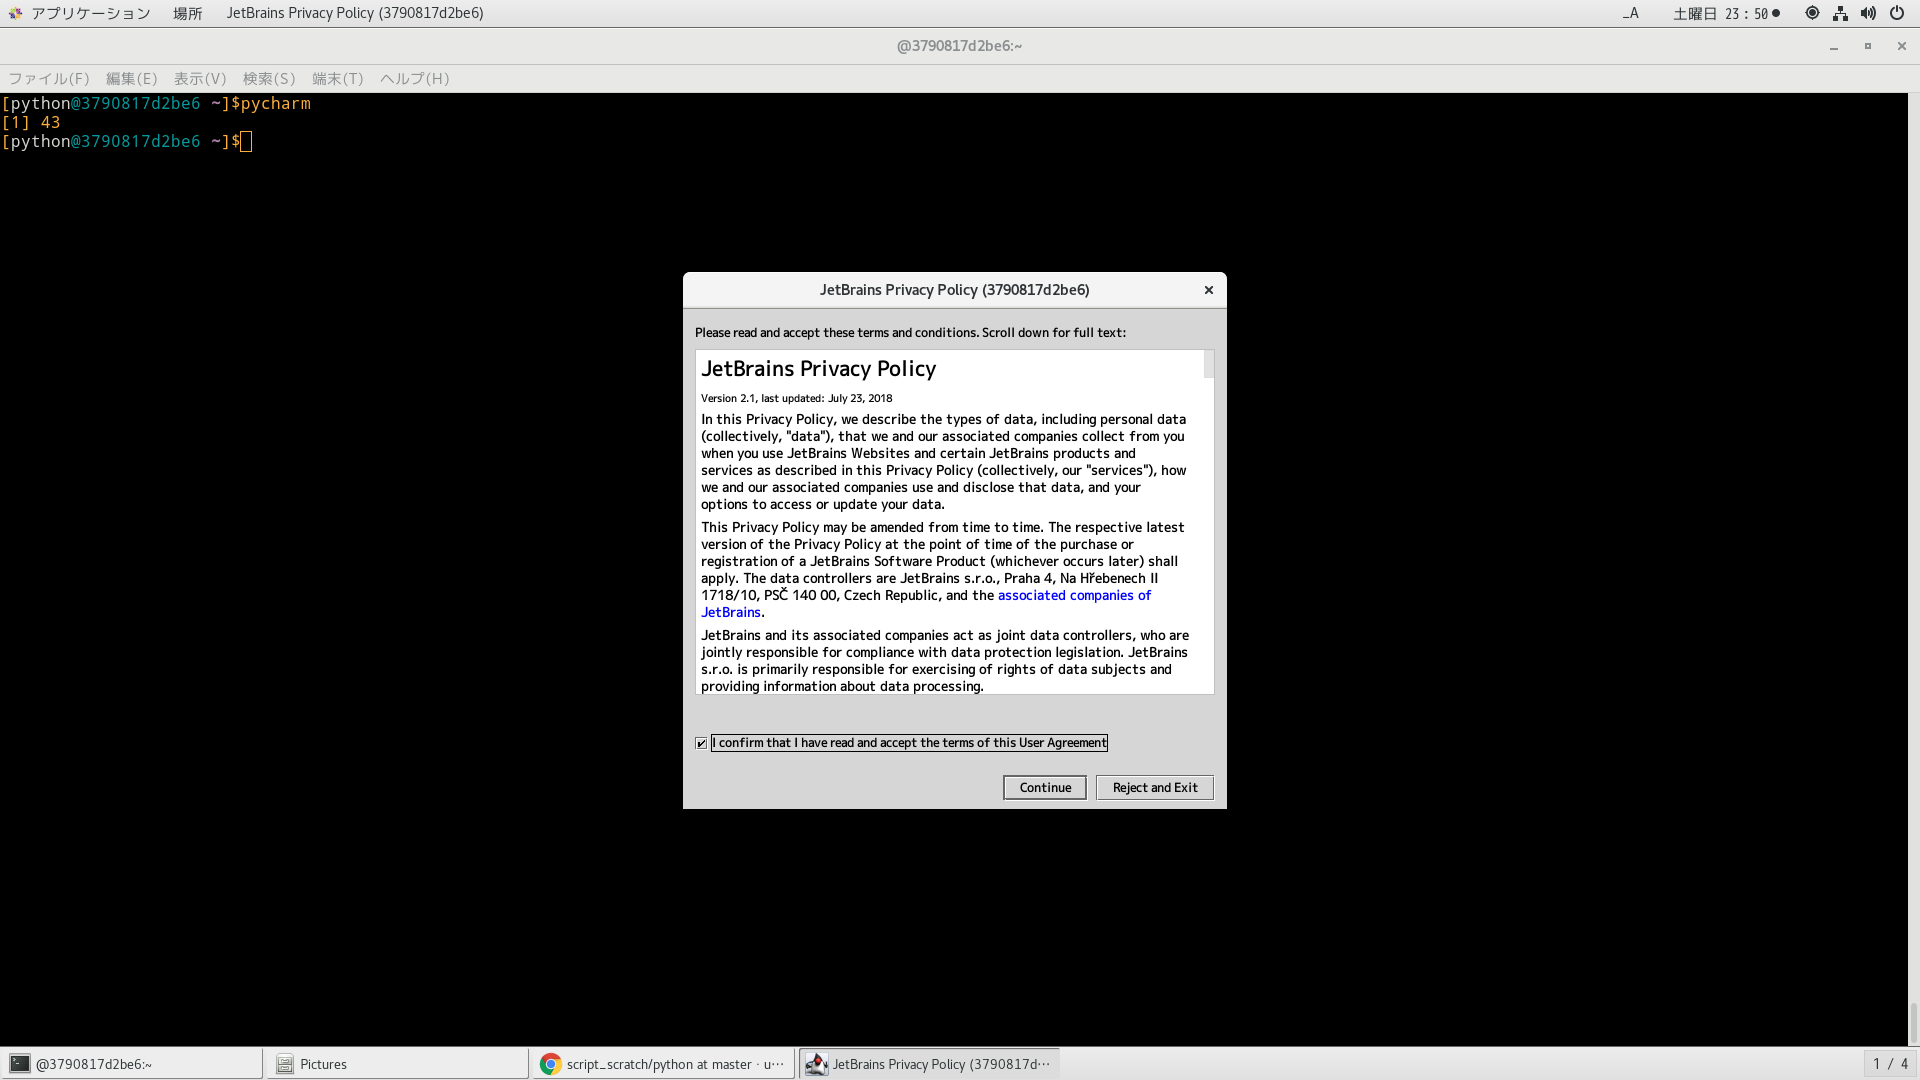 アプリケーション 場所 JetBrains Privacy Policy (3790817d2be6) _A 土曜日 23：50
@3790817d2be6:~
ファイル(F) 編集(E) 表示(V) 検索(S) 端末(T) ヘルプ(H)
[python@3790817d2be6 ~]$pycharm
[1] 43
[python@3790817d2be6 ~]$
JetBrains Privacy Policy (3790817d2be6)
Please read and accept these terms and conditions. Scroll down for full text:
JetBrains Privacy Policy
Version 2.1, last updated: July 23, 2018
In this Privacy Policy, we describe the types of data, including personal data
(collectively, "data"), that we and our associated companies collect from you
when you use JetBrains Websites and certain JetBrains products and
services as described in this Privacy Policy (collectively, our "services"), how
we and our associated companies use and disclose that data, and your
options to access or update your data.
This Privacy Policy may be amended from time to time. The respective latest
version of the Privacy Policy at the point of time of the purchase or
registration of a JetBrains Software Product (whichever occurs later) shall
apply. The data controllers are JetBrains s.r.o., Praha 4, Na Hřebenech II
1718/10, PSČ 140 00, Czech Republic, and the associated companies of
JetBrains.
JetBrains and its associated companies act as joint data controllers, who are
jointly responsible for compliance with data protection legislation. JetBrains
s.r.o. is primarily responsible for exercising of rights of data subjects and
providing information about data processing.
I confirm that I have read and accept the terms of this User Agreement
Continue Reject and Exit
@3790817d2be6:~ Pictures script_scratch/python at master · u… JetBrains Privacy Policy (3790817d… 1 / 4